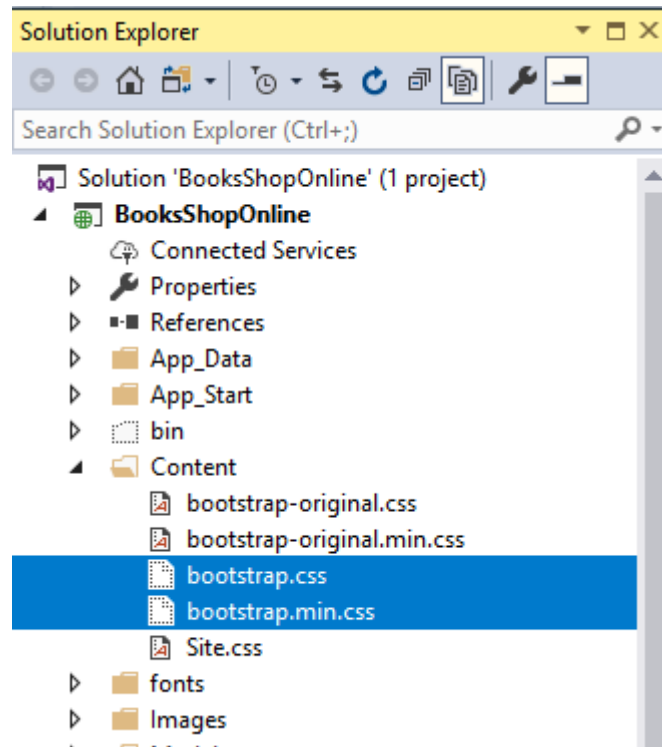 Solution Explorer
Search Solution Explorer (Ctrl+;)
Solution 'BooksShopOnline' (1 project)
BooksShopOnline
Connected Services
Properties
References
App_Data
App_Start
bin
Content
bootstrap-original.css
bootstrap-original.min.css
bootstrap.css
bootstrap.min.css
Site.css
fonts
Images